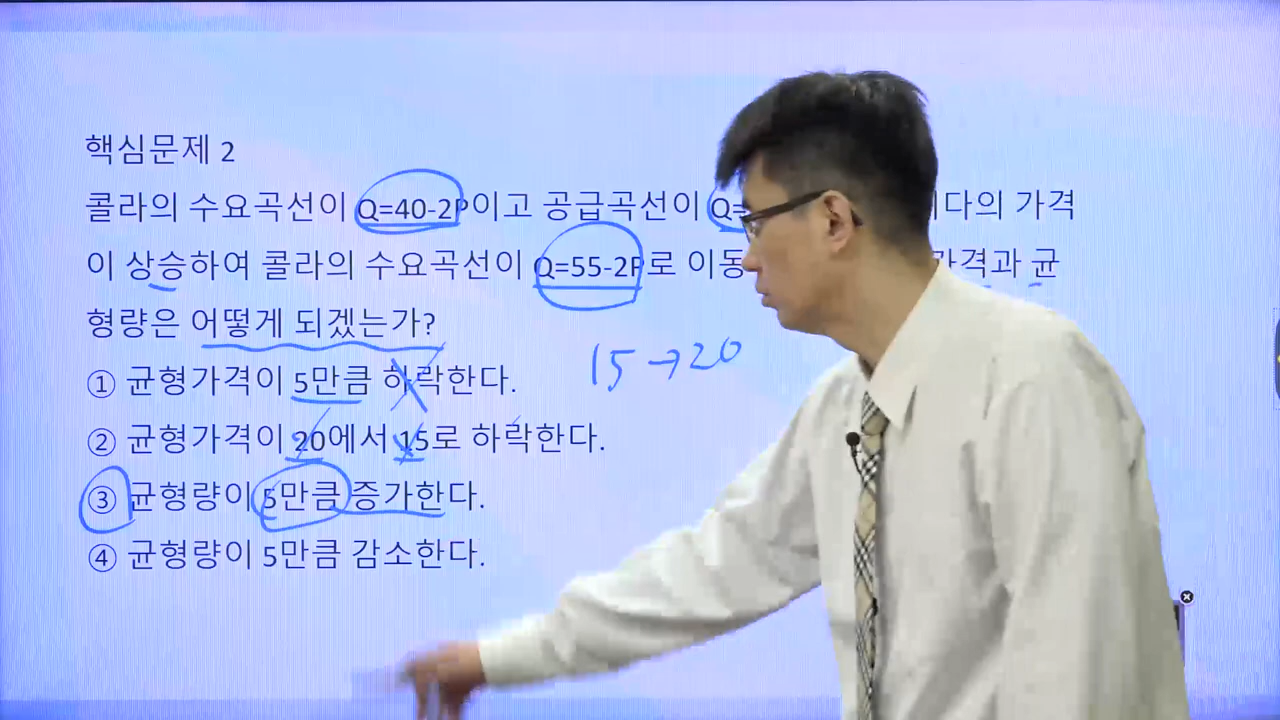 핵심문제 2
콜라의 수요곡선이 Q=40-2P이고 공급곡선이 Q= 의 가격
이 상승하여 콜라의 수요곡선이 Q=55-2P로 이동 균
형량은 어떻게 되겠는가?
15→20
① 균형가격이 5만큼 하락한다.
② 균형가격이 20에서 15로 하락한다.
③ 균형량이 5만큼 증가한다.
④ 균형량이 5만큼 감소한다.